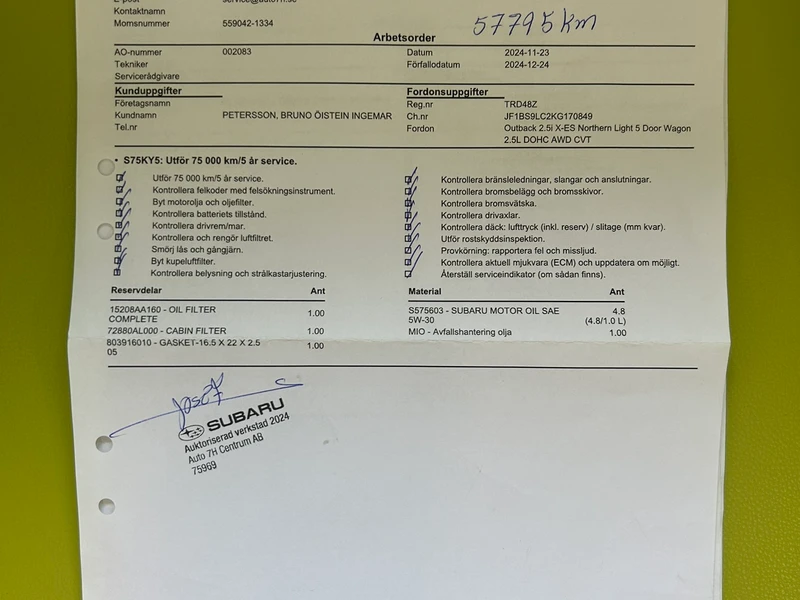 E-post service@auto7h.se
Kontaktnamn
Momsnummer 559042-1334
57795 km
Arbetsorder
AO-nummer 002083 Datum 2024-11-23
Tekniker Förfallodatum 2024-12-24
Servicerådgivare
Kunduppgifter Fordonsuppgifter
Företagsnamn Reg.nr TRD48Z
Kundnamn PETERSSON, BRUNO ÖISTEIN INGEMAR Ch.nr JF1BS9LC2KG170849
Tel.nr Fordon Outback 2.5i X-ES Northern Light 5 Door Wagon
2.5L DOHC AWD CVT
• S75KY5: Utför 75 000 km/5 år service.
Utför 75 000 km/5 år service. Kontrollera bränsleledningar, slangar och anslutningar.
Kontrollera felkoder med felsökningsinstrument. Kontrollera bromsbelägg och bromsskivor.
Byt motorolja och oljefilter. Kontrollera bromsvätska.
Kontrollera batteriets tillstånd. Kontrollera drivaxlar.
Kontrollera drivrem/mar. Kontrollera däck: lufttryck (inkl. reserv) / slitage (mm kvar).
Kontrollera och rengör luftfiltret. Utför rostskyddsinspektion.
Smörj lås och gångjärn. Provkörning: rapportera fel och missljud.
Byt kupeluftfilter. Kontrollera aktuell mjukvara (ECM) och uppdatera om möjligt.
Kontrollera belysning och strålkastarjustering. Återställ serviceindikator (om sådan finns).
Reservdelar Ant Material Ant
15208AA160 - OIL FILTER 1.00 S575603 - SUBARU MOTOR OIL SAE 4.8
COMPLETE 5W-30 (4.8/1.0 L)
72880AL000 - CABIN FILTER 1.00 MIO - Avfallshantering olja 1.00
803916010 - GASKET-16.5 X 22 X 2.5 1.00
05
SUBARU
Auktoriserad verkstad 2024
Auto 7H Centrum AB
75969